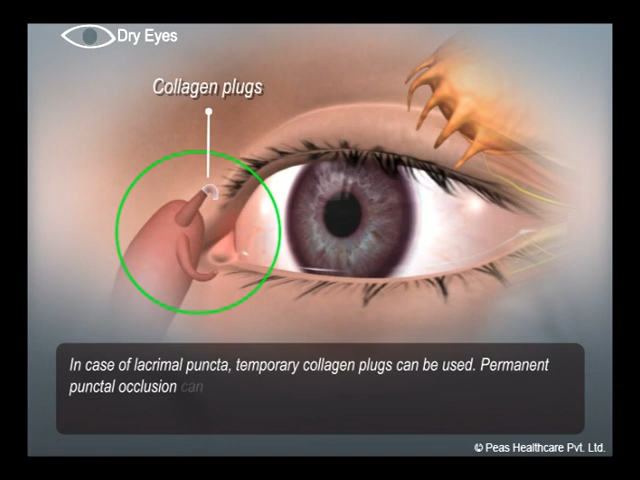 Dry Eyes
Collagen plugs
In case of lacrimal puncta, temporary collagen plugs can be used. Permanent
punctal occlusion can
© Peas Healthcare Pvt. Ltd.